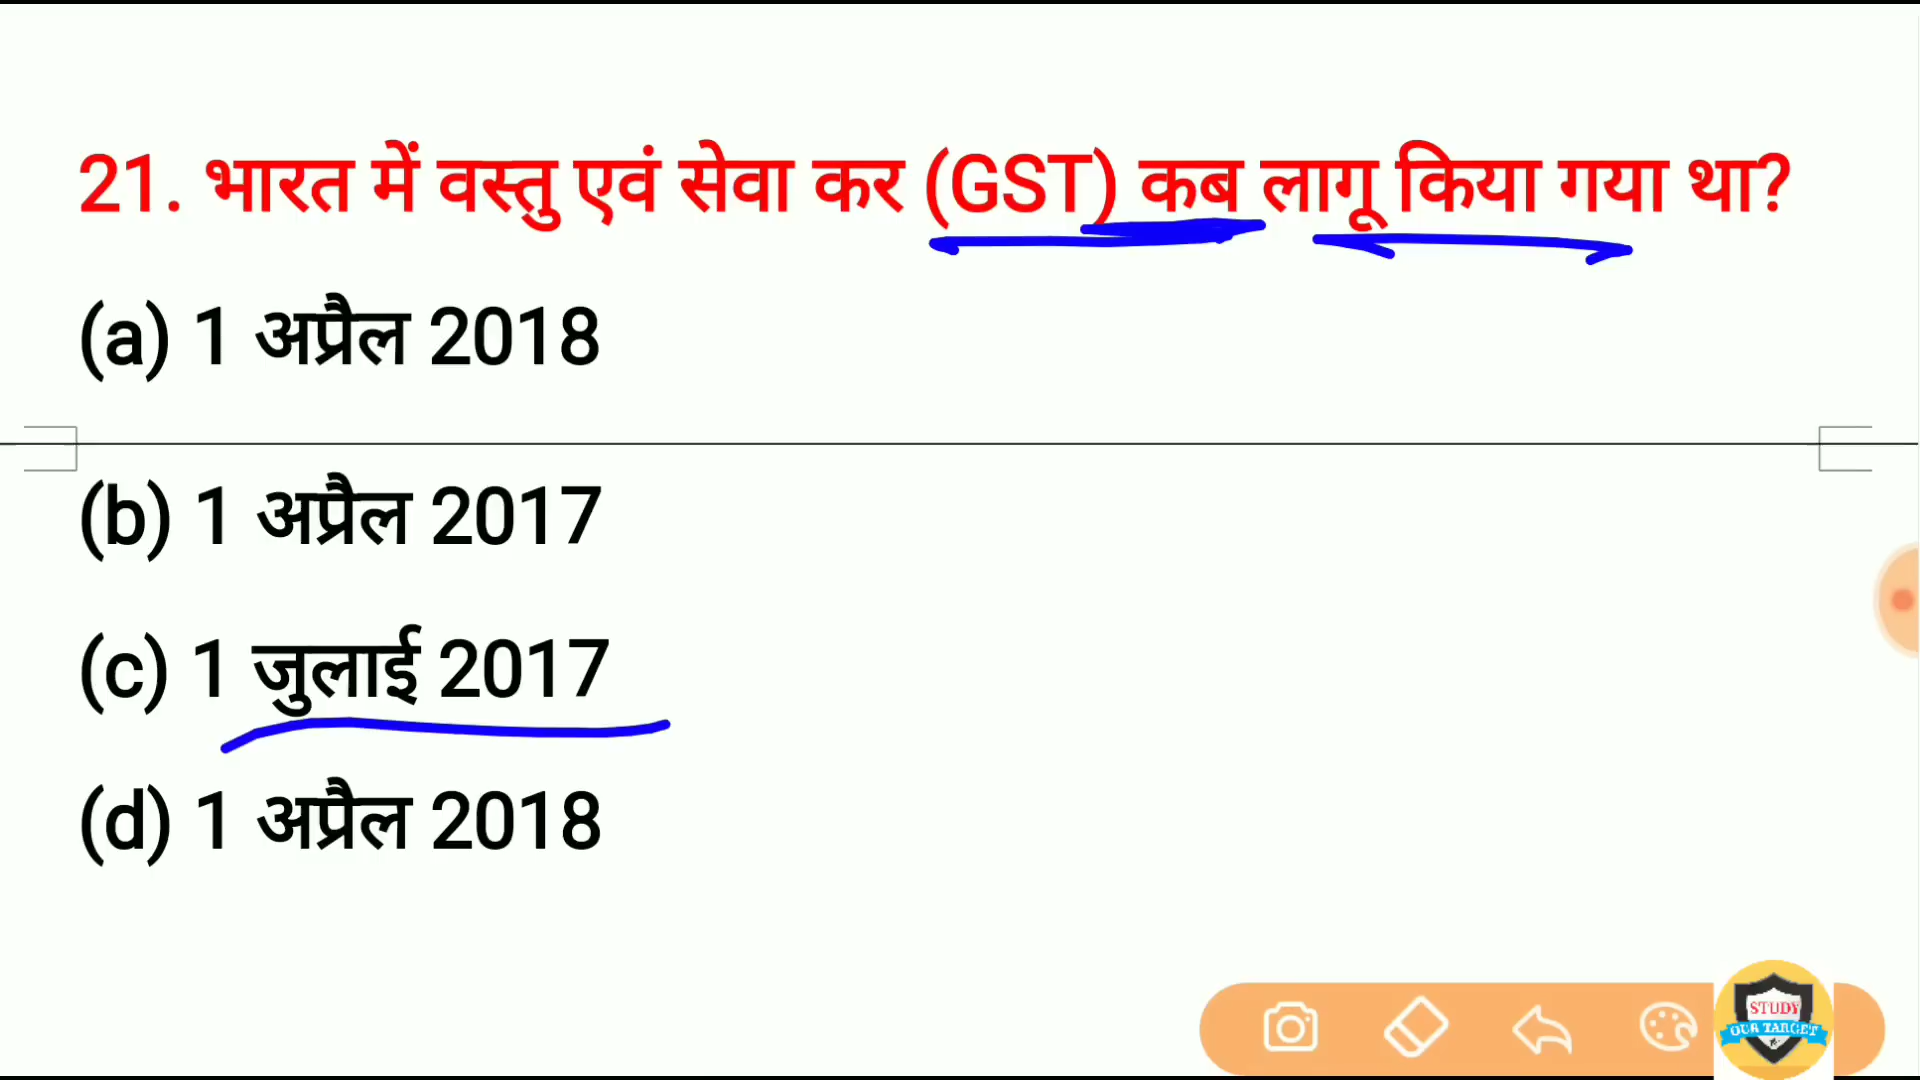 21. भारत में वस्तु एवं सेवा कर (GST) कब लागू किया गया था?
(a) 1 अप्रैल 2018
(b) 1 अप्रैल 2017
(c) 1 जुलाई 2017
(d) 1 अप्रैल 2018
STUDY
OUR TARGET